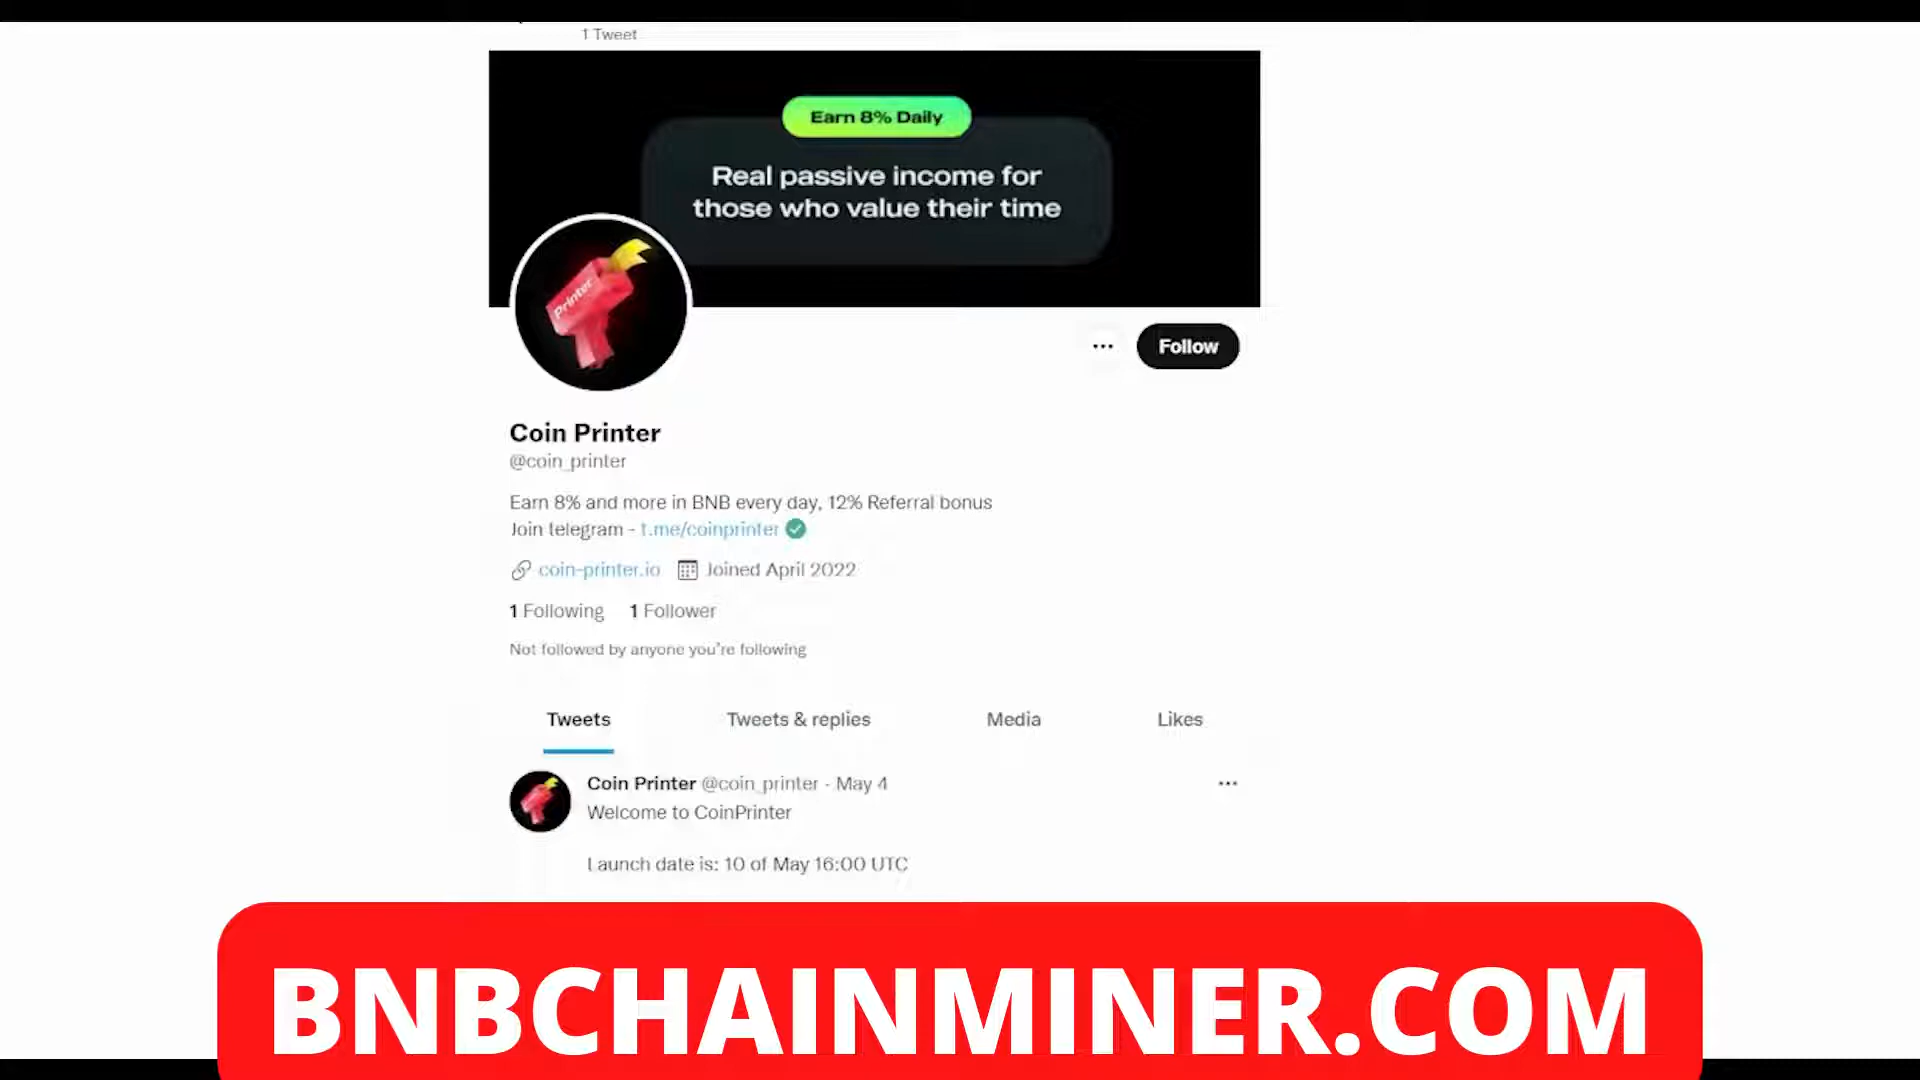 1 Tweet
Earn 8% Daily
Real passive income for
those who value their time
Printer
Follow
Coin Printer
@coin_printer
Earn 8% and more in BNB every day, 12% Referral bonus
Join telegram - t.me/coinprinter
coin-printer.io Joined April 2022
1 Following 1 Follower
Not followed by anyone you're following
Tweets Tweets & replies Media Likes
Coin Printer @coin_printer - May 4
Welcome to CoinPrinter
Launch date is: 10 of May 16:00 UTC
BNBCHAINMINER.COM